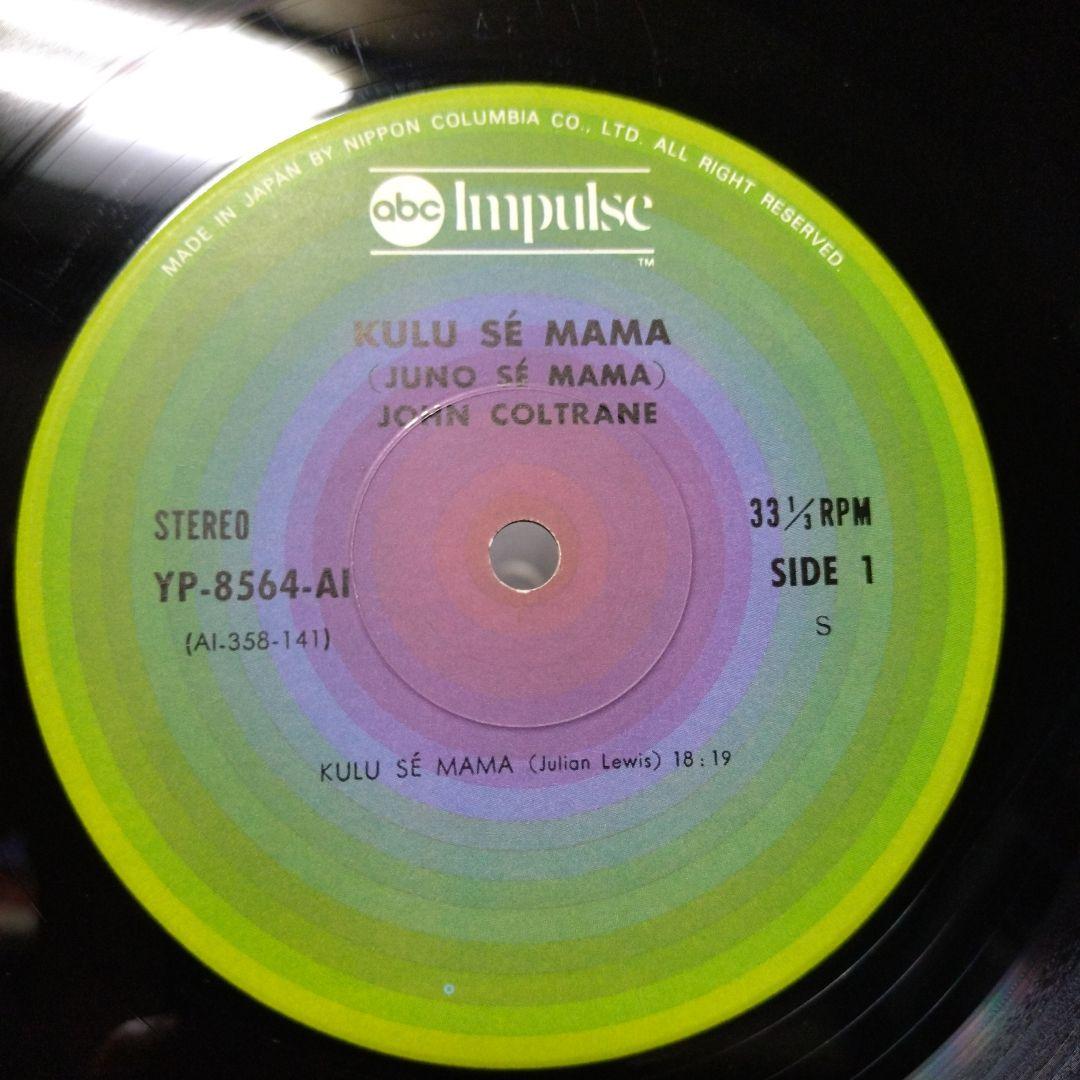 MADE IN JAPAN BY NIPPON COLUMBIA CO., LTD. ALL RIGHT RESERVED.
abc Impulse
TM
KULU SÉ MAMA
(JUNO SÉ MAMA)
JOHN COLTRANE
STEREO
33 1/3 RPM
YP-8564-AI
SIDE 1
(AI-358-141)
S
KULU SÉ MAMA (Julian Lewis) 18:19